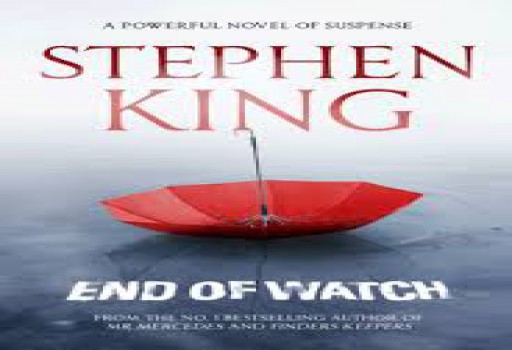 A POWERFUL NOVEL OF SUSPENSE
STEPHEN
KING
END OF WATCH
FROM THE NO. 1 BESTSELLING AUTHOR OF
MR MERCEDES AND FINDERS KEEPERS